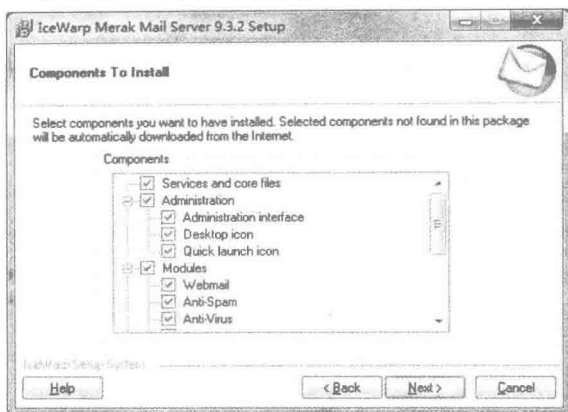 IceWarp Merak Mail Server 9.3.2 Setup
Components To Install
Select components you want to have installed. Selected components not found in this package
will be automatically downloaded from the Internet.
Components
Services and core files
Administration
Administration interface
Desktop icon
Quick launch icon
Modules
Webmail
Anti-Spam
Anti-Virus
IceWarp Setup System
Help
< Back
Next >
Cancel